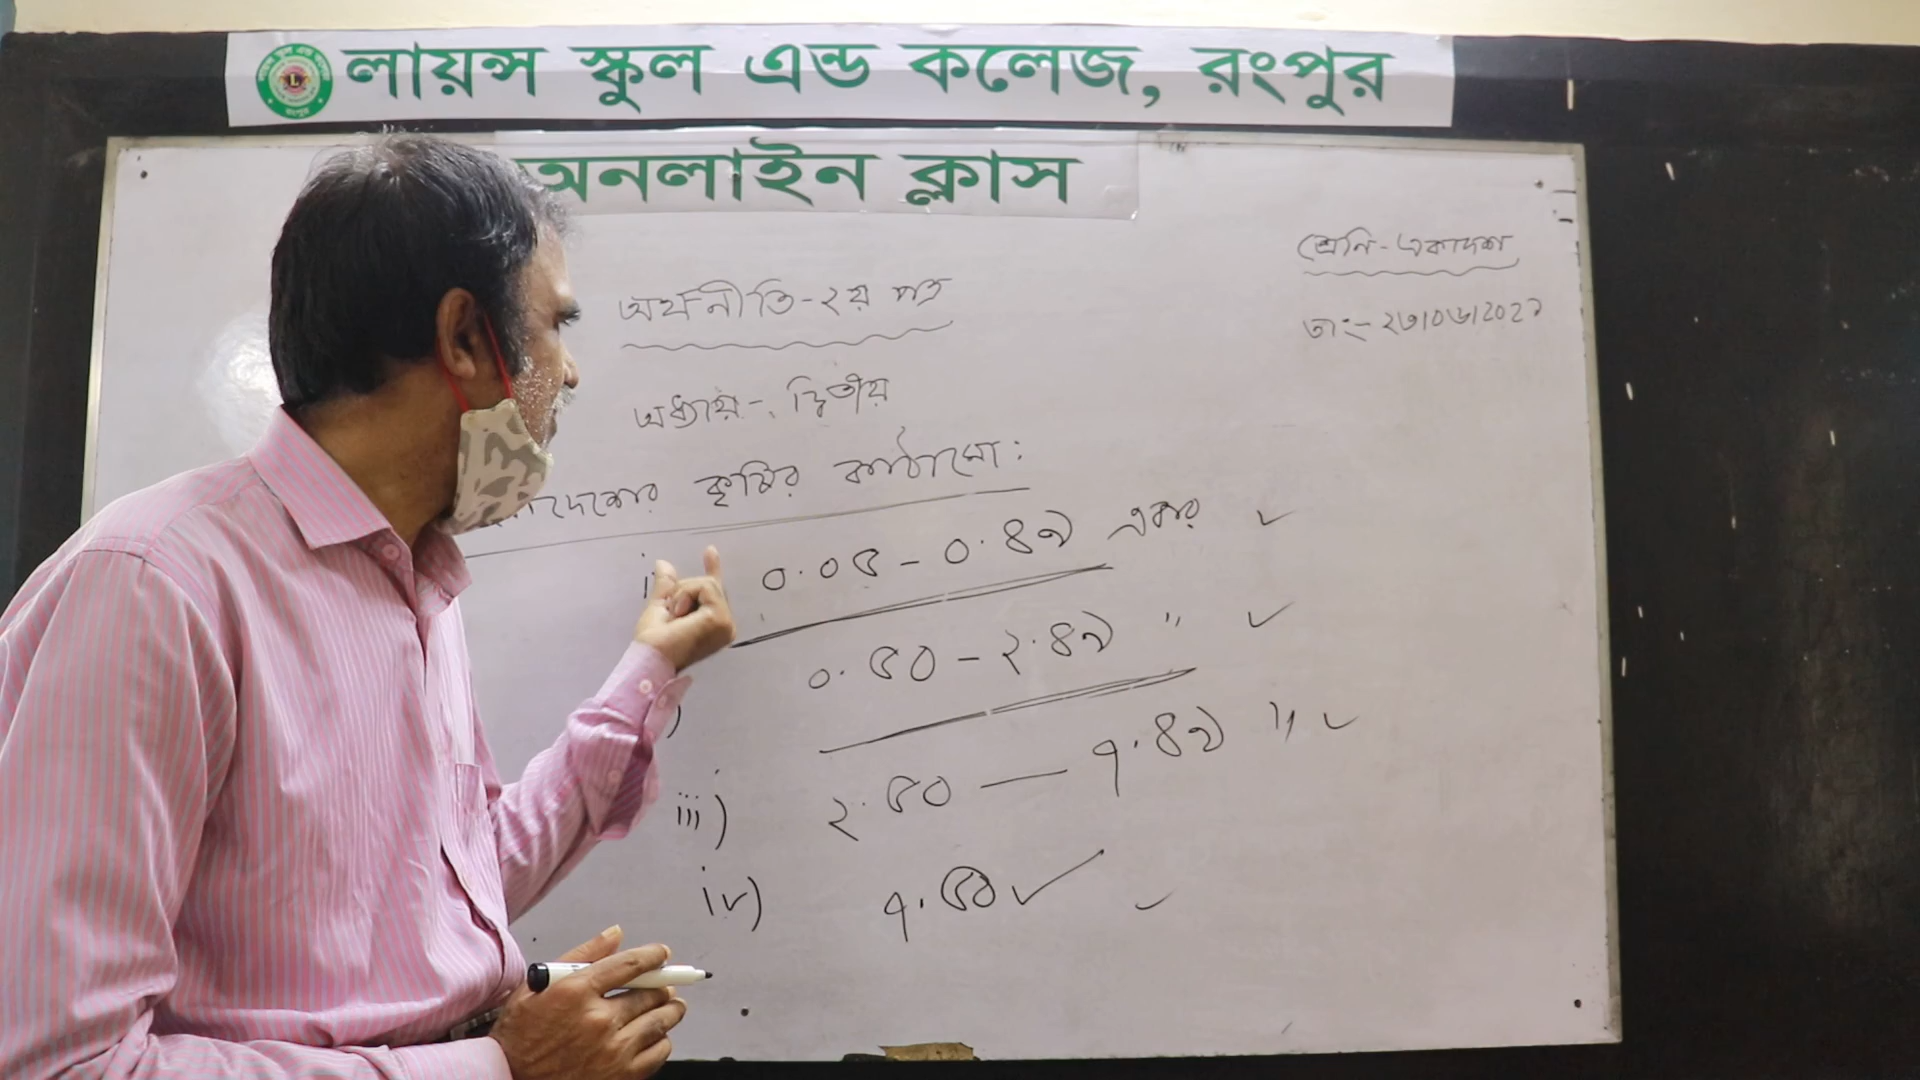 লায়ন্স স্কুল এন্ড কলেজ, রংপুর
অনলাইন ক্লাস
শ্রেনি-একাদশ
অর্থনীতি-২য় পত্র
তাং-২৩/০৬/২০২১
অধ্যায়-, দ্বিতীয়
দেশের কৃষির কাঠামো:
i ০.০৫-০.৪৯ একর ✓
) ০.৫০-২.৪৯ " ✓
iii) ২.৫০—৭.৪৯ " ✓
iv) ৭.৫০✓ ✓